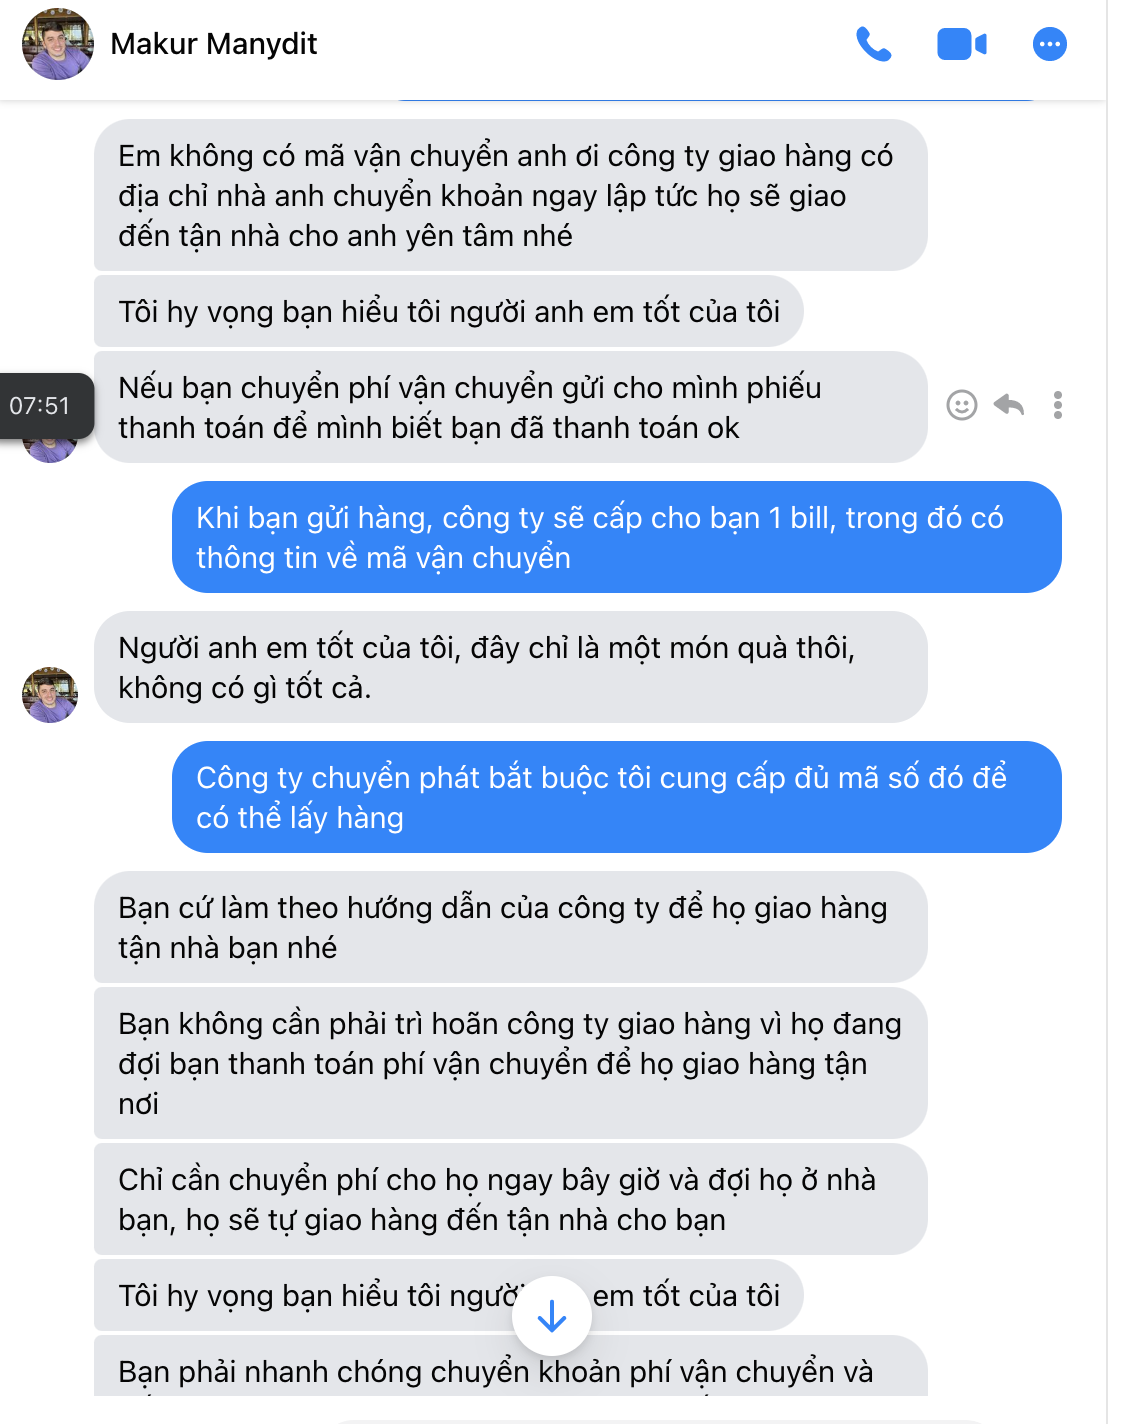 Makur Manydit
Em không có mã vận chuyển anh ơi công ty giao hàng có
địa chỉ nhà anh chuyển khoản ngay lập tức họ sẽ giao
đến tận nhà cho anh yên tâm nhé
Tôi hy vọng bạn hiểu tôi người anh em tốt của tôi
Nếu bạn chuyển phí vận chuyển gửi cho mình phiếu
thanh toán để mình biết bạn đã thanh toán ok
07:51
Khi bạn gửi hàng, công ty sẽ cấp cho bạn 1 bill, trong đó có
thông tin về mã vận chuyển
Người anh em tốt của tôi, đây chỉ là một món quà thôi,
không có gì tốt cả.
Công ty chuyển phát bắt buộc tôi cung cấp đủ mã số đó để
có thể lấy hàng
Bạn cứ làm theo hướng dẫn của công ty để họ giao hàng
tận nhà bạn nhé
Bạn không cần phải trì hoãn công ty giao hàng vì họ đang
đợi bạn thanh toán phí vận chuyển để họ giao hàng tận
nơi
Chỉ cần chuyển phí cho họ ngay bây giờ và đợi họ ở nhà
bạn, họ sẽ tự giao hàng đến tận nhà cho bạn
Tôi hy vọng bạn hiểu tôi người em tốt của tôi
Bạn phải nhanh chóng chuyển khoản phí vận chuyển và